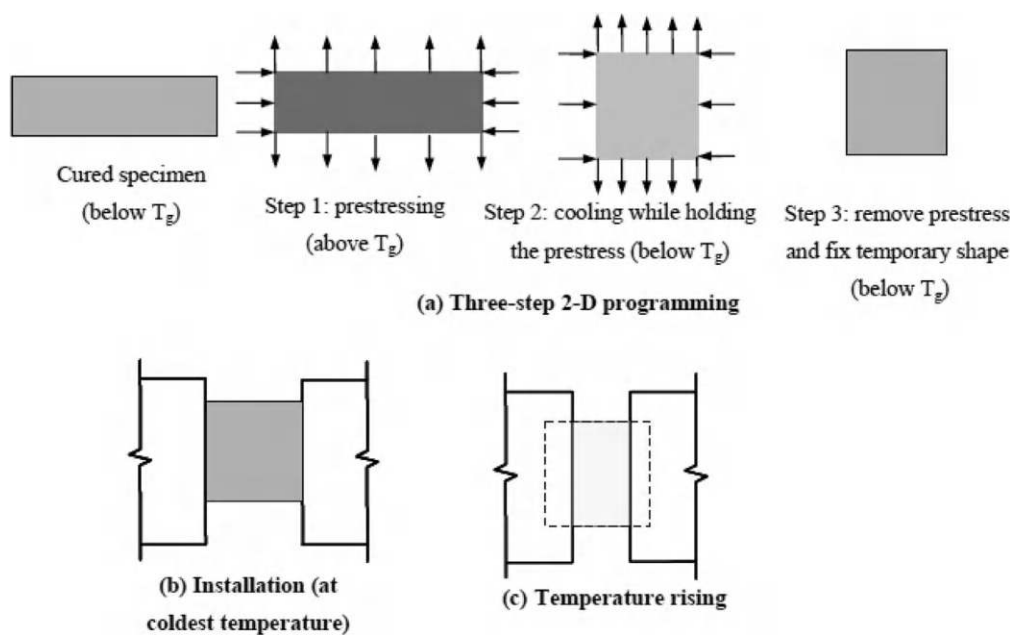 Cured specimen
(below Tg)
Step 1: prestressing
(above Tg)
Step 2: cooling while holding
the prestress (below Tg)
Step 3: remove prestress
and fix temporary shape
(below Tg)
(a) Three-step 2-D programming
(b) Installation (at
coldest temperature)
(c) Temperature rising